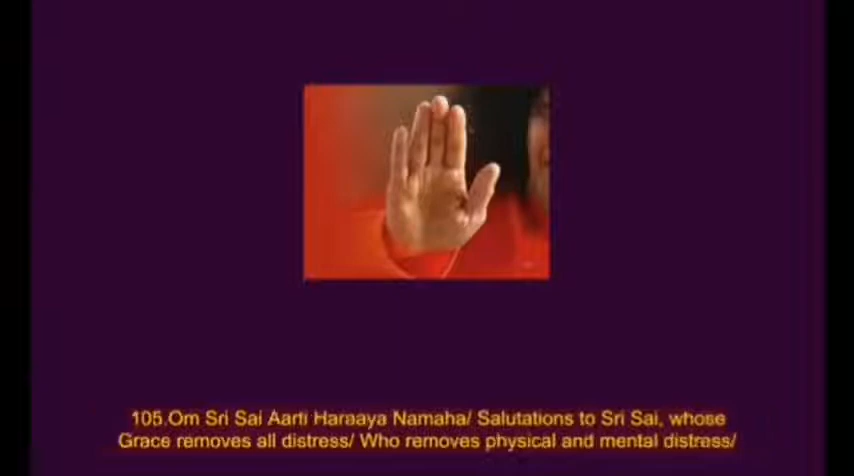 105.Om Sri Sai Aarti Haraaya Namaha/ Salutations to Sri Sai, whose
Grace removes all distress/ Who removes physical and mental distress/